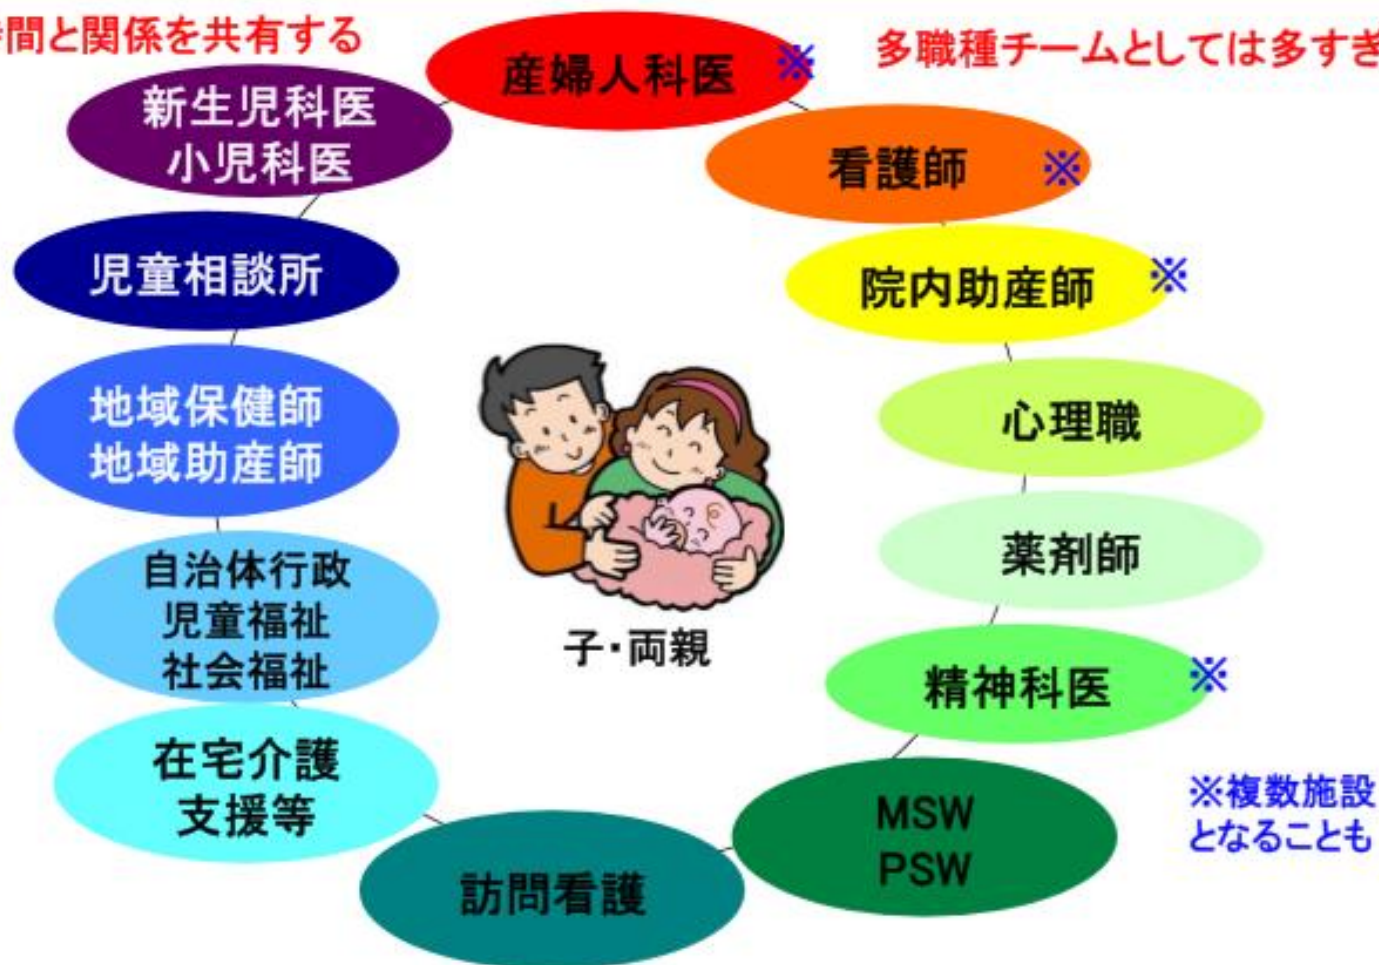 間と関係を共有する
多職種チームとしては多すぎ
産婦人科医 ※
新生児科医
小児科医
看護師 ※
児童相談所
院内助産師 ※
地域保健師
地域助産師
心理職
自治体行政
児童福祉
社会福祉
薬剤師
子・両親
精神科医 ※
在宅介護
支援等
MSW
PSW
※複数施設
となることも
訪問看護